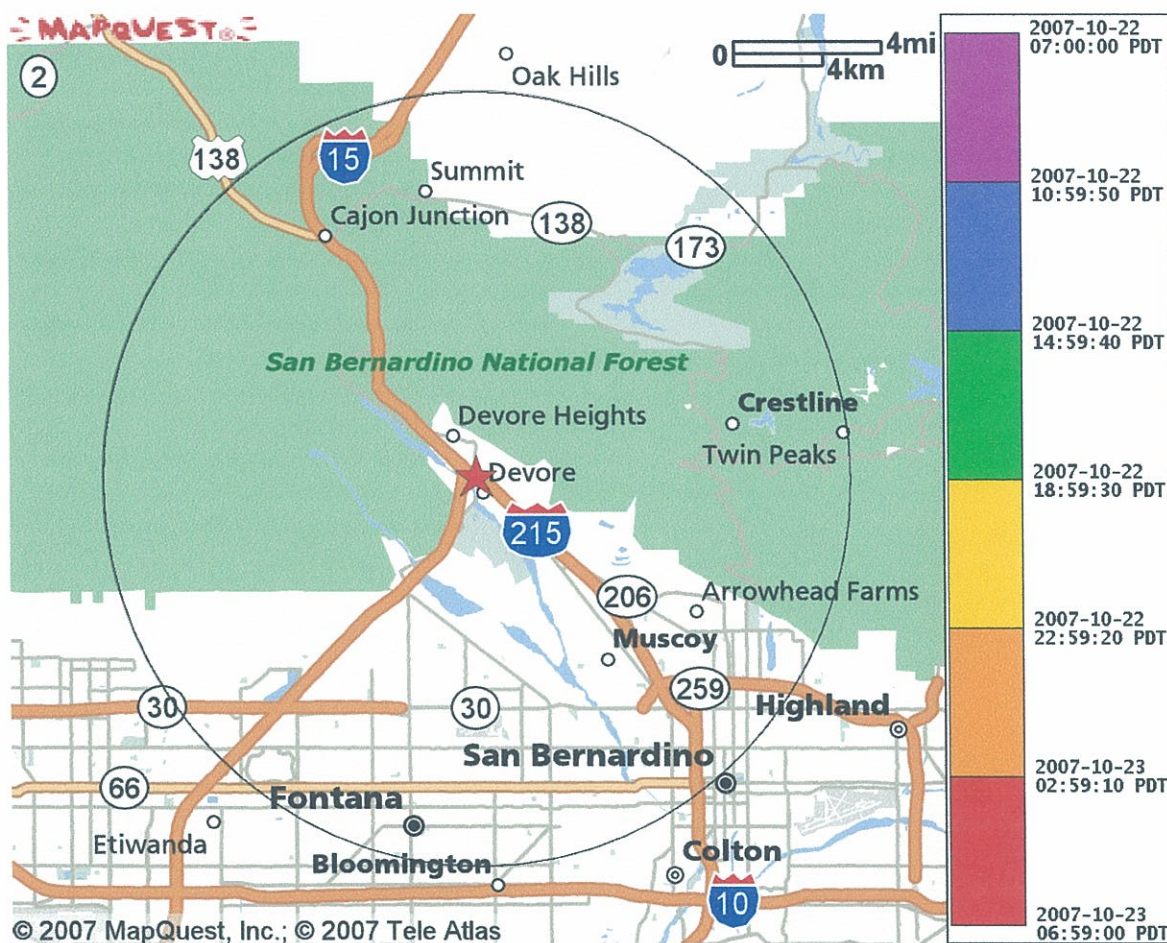 MAPQUEST®
2
0
4mi
4km
Oak Hills
138
15
Summit
Cajon Junction
138
173
San Bernardino National Forest
Crestline
Devore Heights
Twin Peaks
Devore
215
206
Arrowhead Farms
Muscoy
259
30
30
Highland
San Bernardino
66
Fontana
Etiwanda
Bloomington
Colton
10
© 2007 MapQuest, Inc.; © 2007 Tele Atlas
2007-10-22
07:00:00 PDT
2007-10-22
10:59:50 PDT
2007-10-22
14:59:40 PDT
2007-10-22
18:59:30 PDT
2007-10-22
22:59:20 PDT
2007-10-23
02:59:10 PDT
2007-10-23
06:59:00 PDT